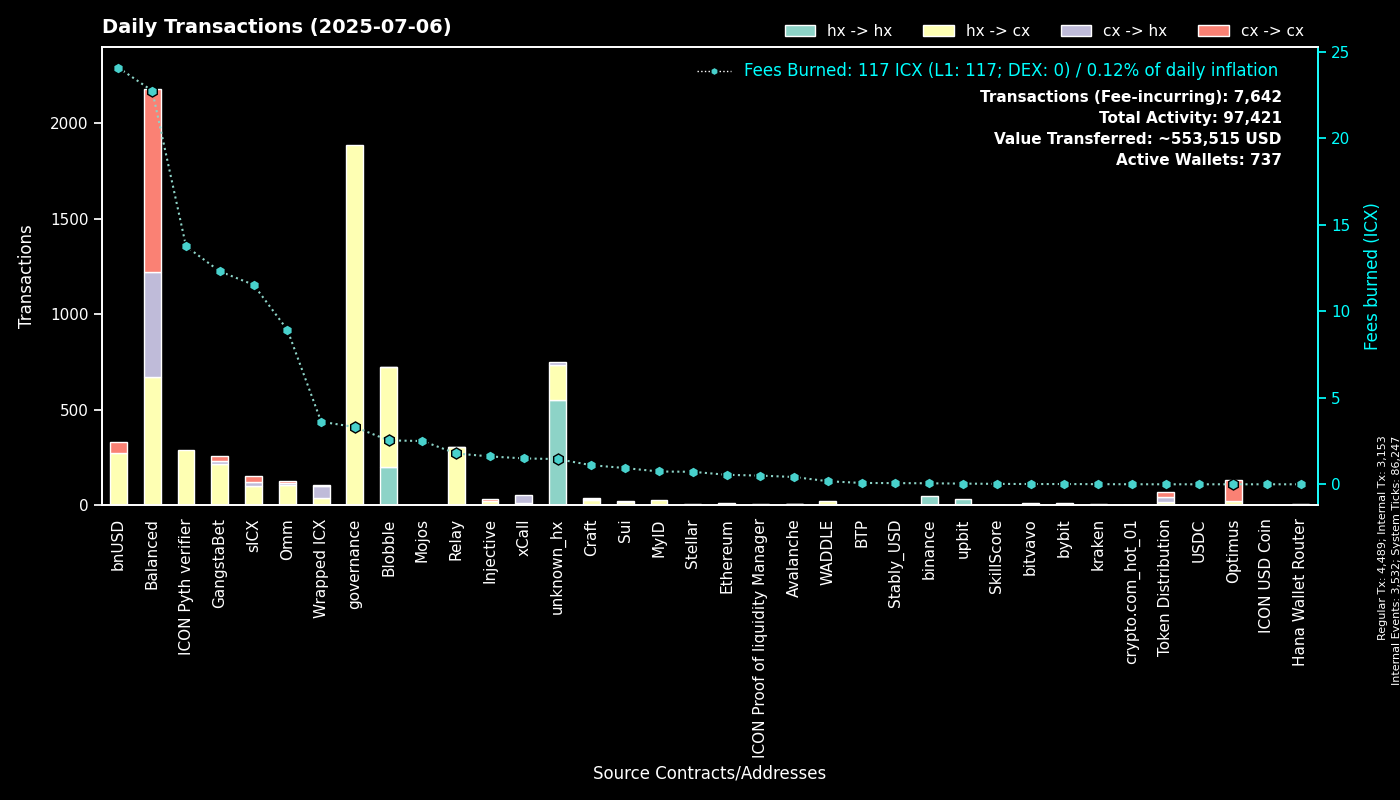 Daily Transactions (2025-07-06)
hx -> hx
hx -> cx
cx -> hx
cx -> cx
Fees Burned: 117 ICX (L1: 117; DEX: 0) / 0.12% of daily inflation
Transactions (Fee-incurring): 7,642
Total Activity: 97,421
Value Transferred: ~553,515 USD
Active Wallets: 737
Transactions
2000
1500
1000
500
0
25
20
15
10
5
0
Fees burned (ICX)
bnUSD
Balanced
ICON Pyth verifier
GangstaBet
sICX
Omm
Wrapped ICX
governance
Blobble
Mojos
Relay
Injective
xCall
unknown_hx
Craft
Sui
MyID
Stellar
Ethereum
ICON Proof of liquidity Manager
Avalanche
WADDLE
BTP
Stably_USD
binance
upbit
SkillScore
bitvavo
bybit
kraken
crypto.com_hot_01
Token Distribution
USDC
Optimus
ICON USD Coin
Hana Wallet Router
Source Contracts/Addresses
Regular Tx: 4,489; Internal Tx: 3,153
Internal Events: 3,532; System Ticks: 86,247